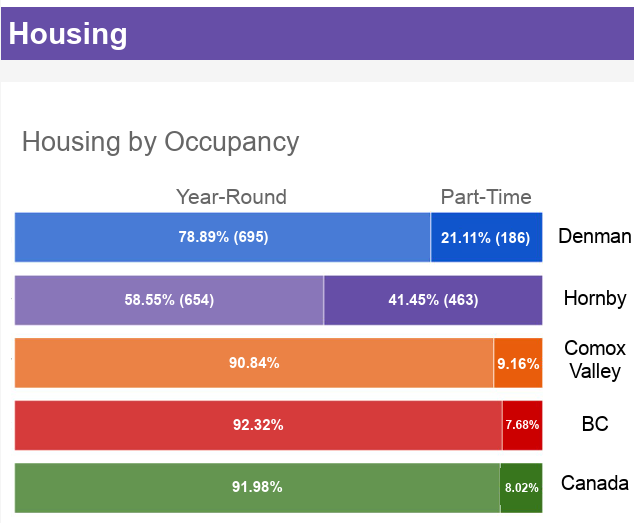 Housing
Housing by Occupancy
Year-Round Part-Time
78.89% (695) 21.11% (186) Denman
58.55% (654) 41.45% (463) Hornby
90.84% 9.16% Comox
Valley
92.32% 7.68% BC
91.98% 8.02% Canada